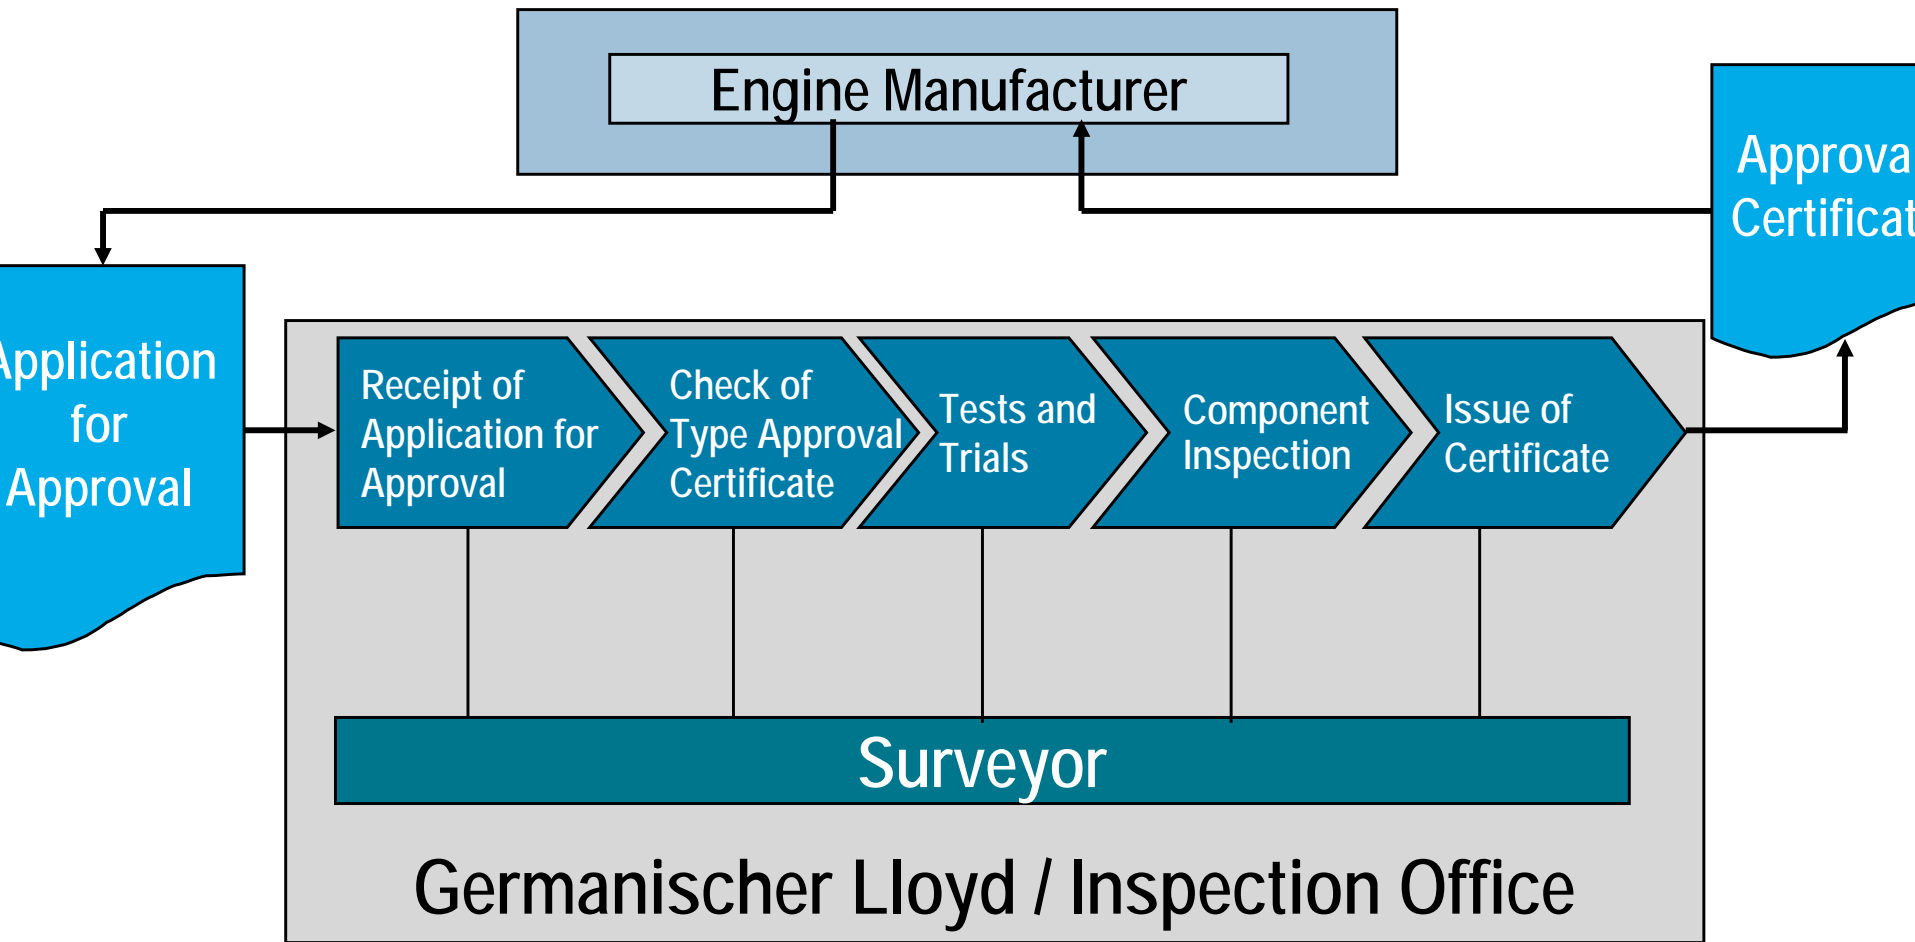 Engine Manufacturer
Approva
Certificat
Application
for
Approval
Receipt of
Application for
Approval
Check of
Type Approval
Certificate
Tests and
Trials
Component
Inspection
Issue of
Certificate
Surveyor
Germanischer Lloyd / Inspection Office